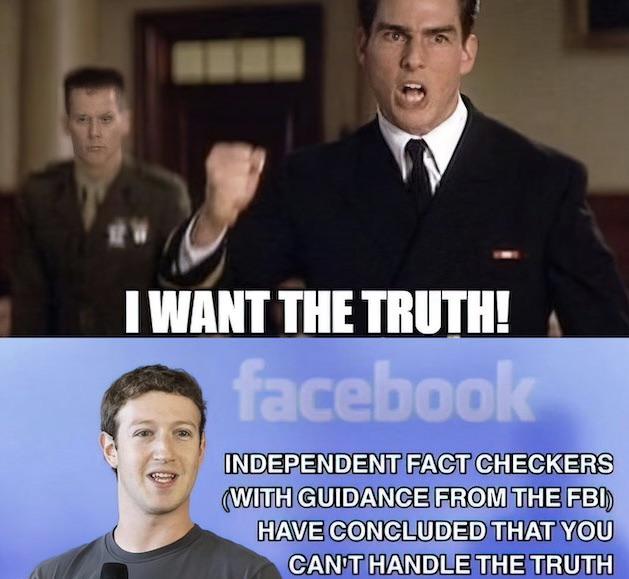 I WANT THE TRUTH!
facebook
INDEPENDENT FACT CHECKERS
(WITH GUIDANCE FROM THE FBI)
HAVE CONCLUDED THAT YOU
CAN'T HANDLE THE TRUTH